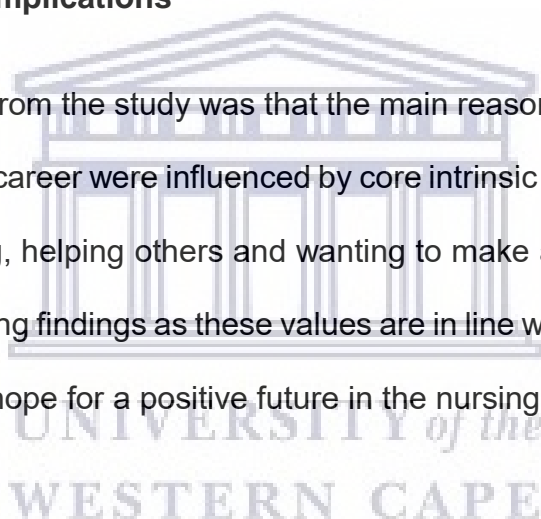 mplications
rom the study was that the main reason
career were influenced by core intrinsic
, helping others and wanting to make a
ng findings as these values are in line w
hope for a positive future in the nursing
UNIVERSITY of the
WESTERN CAPE